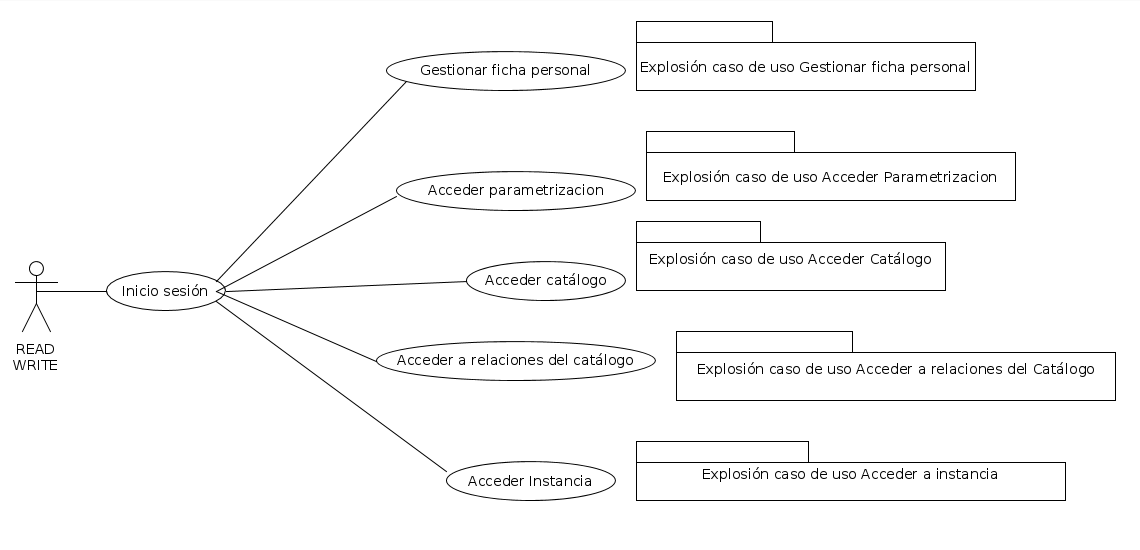 Gestionar ficha personal
Explosión caso de uso Gestionar ficha personal
Acceder parametrizacion
Explosión caso de uso Acceder Parametrizacion
Acceder catálogo
Explosión caso de uso Acceder Catálogo
Inicio sesión
READ
WRITE
Acceder a relaciones del catálogo
Explosión caso de uso Acceder a relaciones del Catálogo
Acceder Instancia
Explosión caso de uso Acceder a instancia